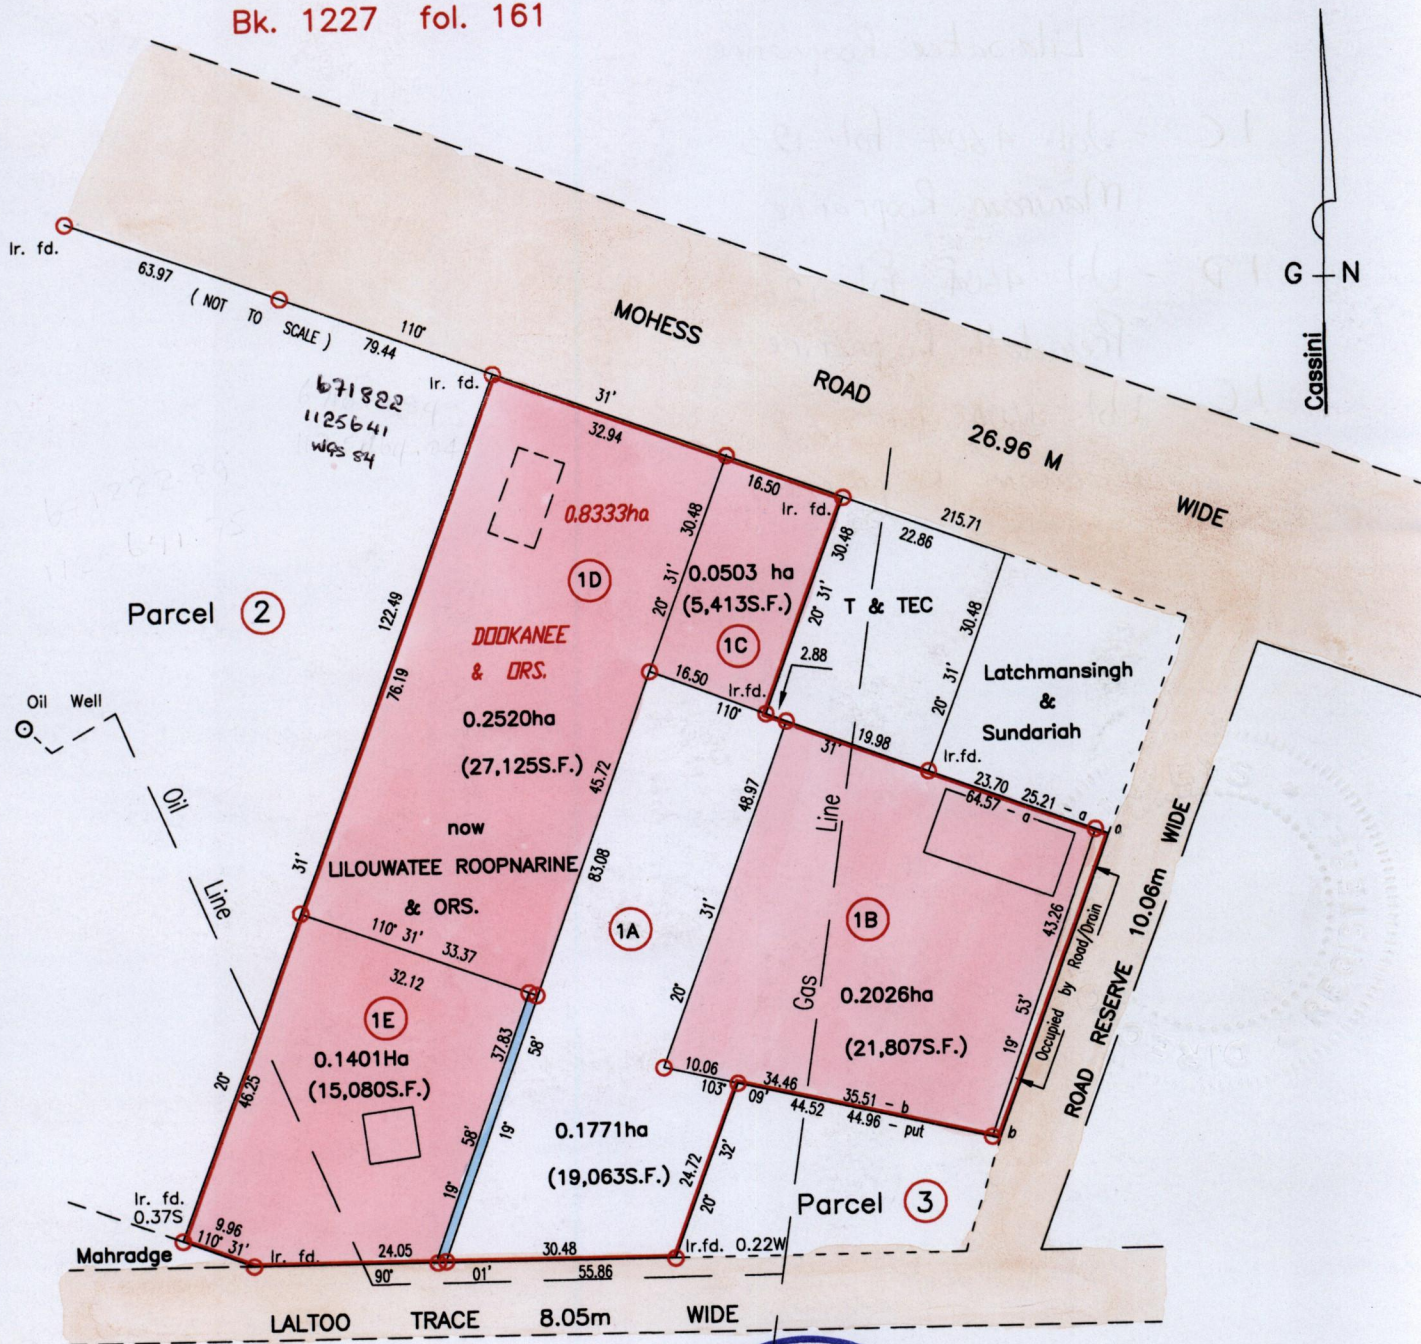 Bk. 1227 fol. 161
Ir. fd.
63.97
( NOT TO SCALE )
110°
79.44
671822
1125641
WGS 84
Ir. fd.
31'
32.94
MOHESS ROAD 26.96 M WIDE
G N
Cassini
16.50
Ir. fd.
215.71
22.86
0.8333ha
30.48
20° 31'
1D
0.0503 ha
(5,413S.F.)
1C
30.48
20° 31'
T & TEC
30.48
20° 31'
Latchmansingh
&
Sundariah
Parcel 2
122.49
76.19
DOOKANEE
& ORS.
0.2520ha
(27,125S.F.)
now
LILOUWATEE ROOPNARINE
& ORS.
16.50
110°
Ir.fd.
2.88
31'
19.98
Ir.fd.
23.70
25.21 - a
64.57 - a
a
Oil Well
Oil Line
45.72
83.08
48.97
31'
20°
Gas Line
1A
1B
0.2026ha
(21,807S.F.)
43.26
19° 53'
Occupied by Road/Drain
ROAD RESERVE 10.06m WIDE
31'
110° 31'
33.37
32.12
1E
0.1401Ha
(15,080S.F.)
20°
46.25
37.83
58'
58'
19°
19°
0.1771ha
(19,063S.F.)
10.06
103° 09'
34.46
35.51 - b
44.52
44.96 - put
b
24.72
20° 32'
Parcel 3
Ir. fd.
0.37S
Mahradge
9.96
110° 31'
Ir. fd.
24.05
30.48
Ir.fd. 0.22W
90° 01'
55.86
LALTOO TRACE 8.05m WIDE